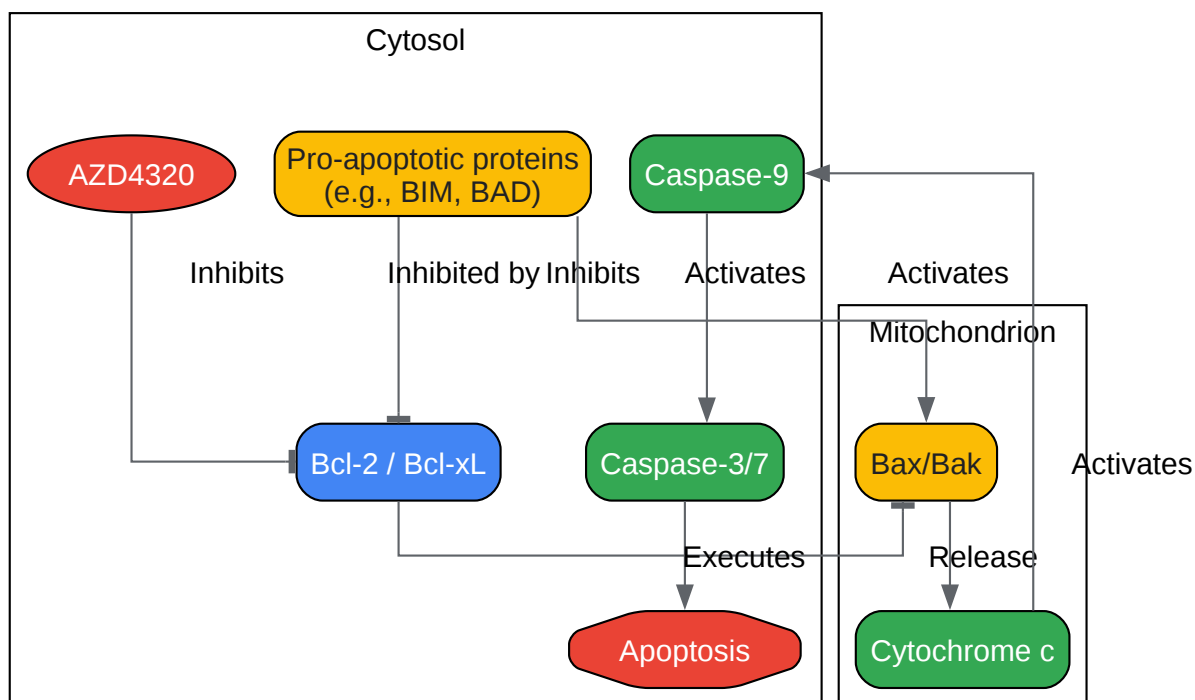 Cytosol
AZD4320
Pro-apoptotic proteins
(e.g., BIM, BAD)
Caspase-9
Inhibits
Inhibited by
Inhibits
Activates
Activates
Mitochondrion
Bcl-2 / Bcl-xL
Caspase-3/7
Bax/Bak
Activates
Executes
Release
Apoptosis
Cytochrome c